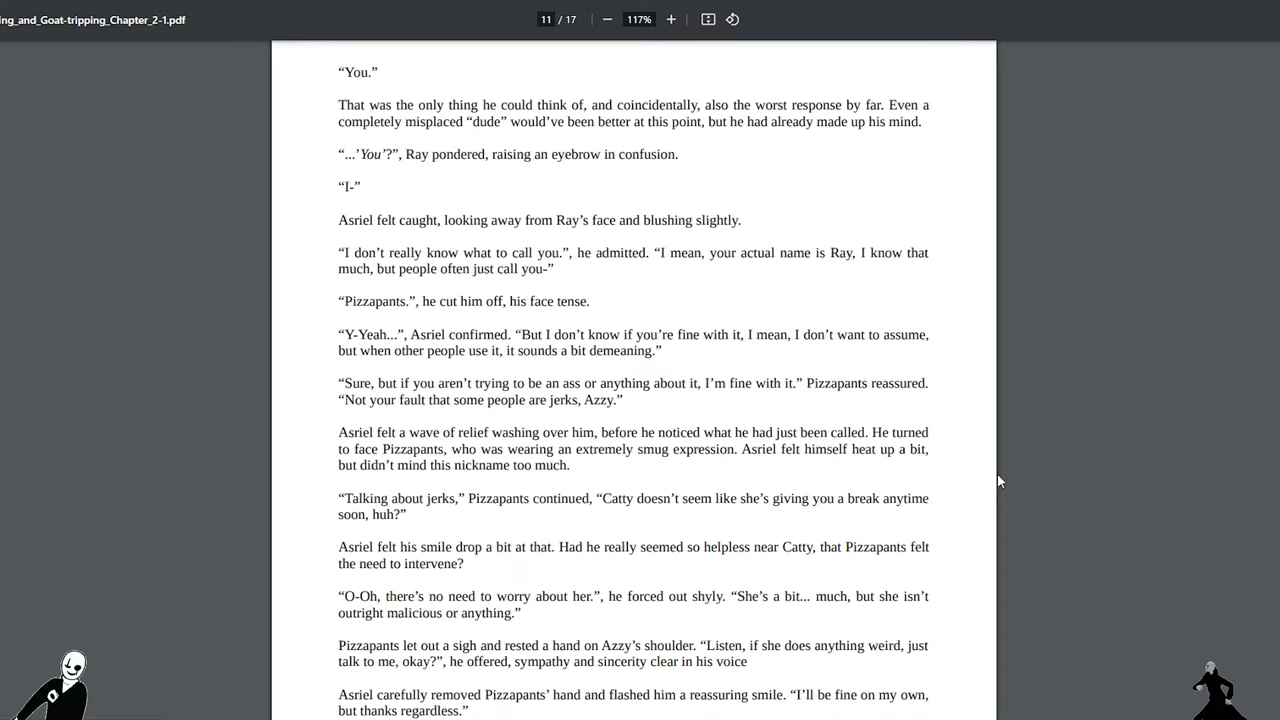 ing_and_Goat-tripping_Chapter_2-1.pdf
11 / 17
117%
“You.”
That was the only thing he could think of, and coincidentally, also the worst response by far. Even a
completely misplaced “dude” would’ve been better at this point, but he had already made up his mind.
“...’You’?”, Ray pondered, raising an eyebrow in confusion.
“I-”
Asriel felt caught, looking away from Ray’s face and blushing slightly.
“I don’t really know what to call you.”, he admitted. “I mean, your actual name is Ray, I know that
much, but people often just call you-”
“Pizzapants.”, he cut him off, his face tense.
“Y-Yeah...”, Asriel confirmed. “But I don’t know if you’re fine with it, I mean, I don’t want to assume,
but when other people use it, it sounds a bit demeaning.”
“Sure, but if you aren’t trying to be an ass or anything about it, I’m fine with it.” Pizzapants reassured.
“Not your fault that some people are jerks, Azzy.”
Asriel felt a wave of relief washing over him, before he noticed what he had just been called. He turned
to face Pizzapants, who was wearing an extremely smug expression. Asriel felt himself heat up a bit,
but didn’t mind this nickname too much.
“Talking about jerks,” Pizzapants continued, “Catty doesn’t seem like she’s giving you a break anytime
soon, huh?”
Asriel felt his smile drop a bit at that. Had he really seemed so helpless near Catty, that Pizzapants felt
the need to intervene?
“O-Oh, there’s no need to worry about her.”, he forced out shyly. “She’s a bit... much, but she isn’t
outright malicious or anything.”
Pizzapants let out a sigh and rested a hand on Azzy’s shoulder. “Listen, if she does anything weird, just
talk to me, okay?”, he offered, sympathy and sincerity clear in his voice
Asriel carefully removed Pizzapants’ hand and flashed him a reassuring smile. “I’ll be fine on my own,
but thanks regardless.”